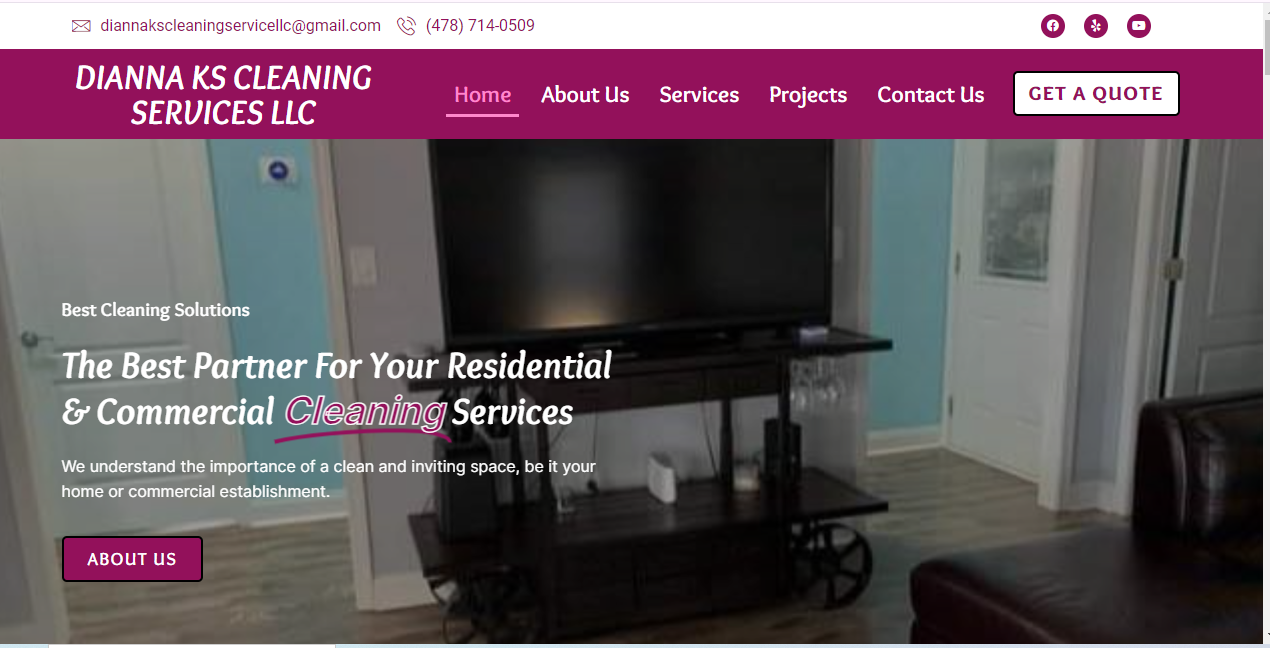 diannakscleaningservicellc@gmail.com (478) 714-0509
DIANNA KS CLEANING
SERVICES LLC
Home About Us Services Projects Contact Us GET A QUOTE
Best Cleaning Solutions
The Best Partner For Your Residential
& Commercial Cleaning Services
We understand the importance of a clean and inviting space, be it your
home or commercial establishment.
ABOUT US